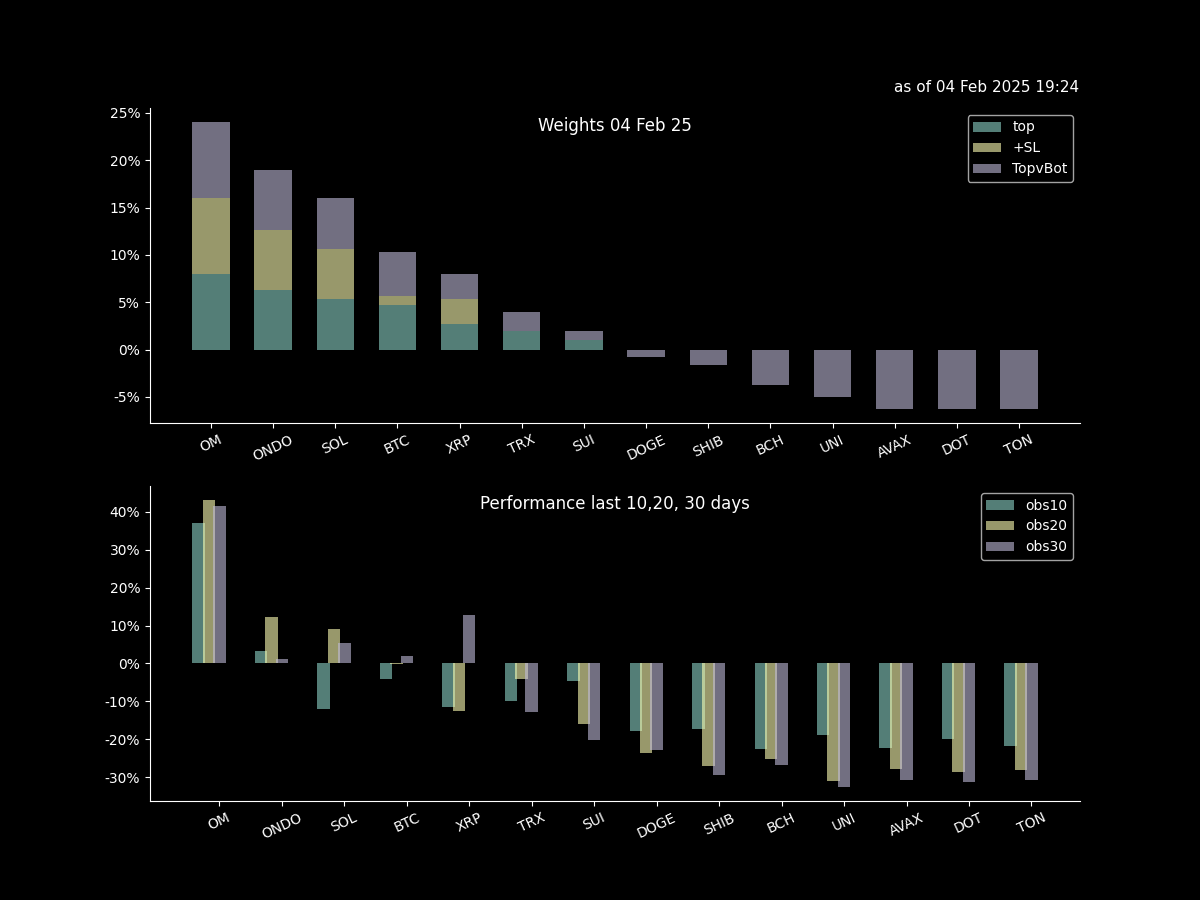 as of 04 Feb 2025 19:24
Weights 04 Feb 25
top
+SL
TopvBot
25%
20%
15%
10%
5%
0%
-5%
OM ONDO SOL BTC XRP TRX SUI DOGE SHIB BCH UNI AVAX DOT TON
Performance last 10,20, 30 days
obs10
obs20
obs30
40%
30%
20%
10%
0%
-10%
-20%
-30%
OM ONDO SOL BTC XRP TRX SUI DOGE SHIB BCH UNI AVAX DOT TON